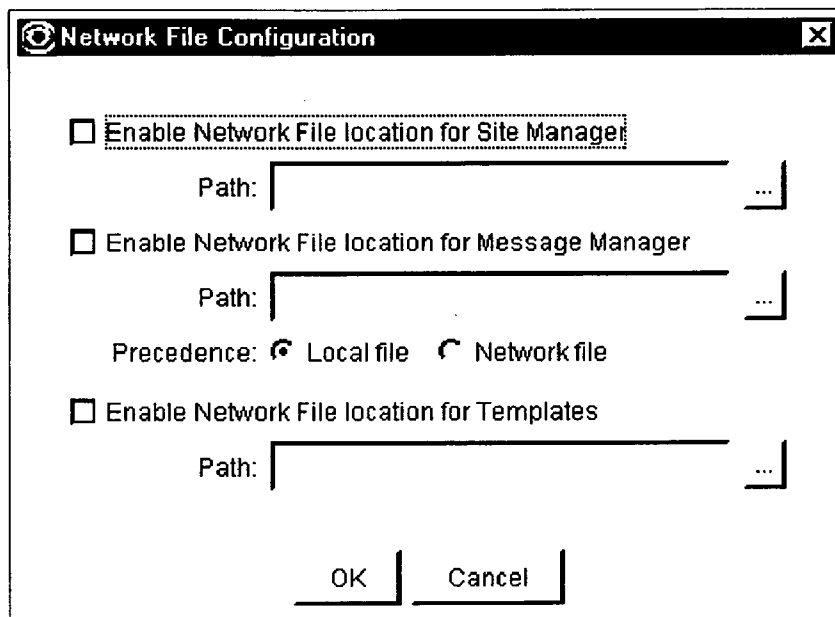 Network File Configuration
Enable Network File location for Site Manager
Path:
...
Enable Network File location for Message Manager
Path:
...
Precedence: Local file Network file
Enable Network File location for Templates
Path:
...
OK Cancel